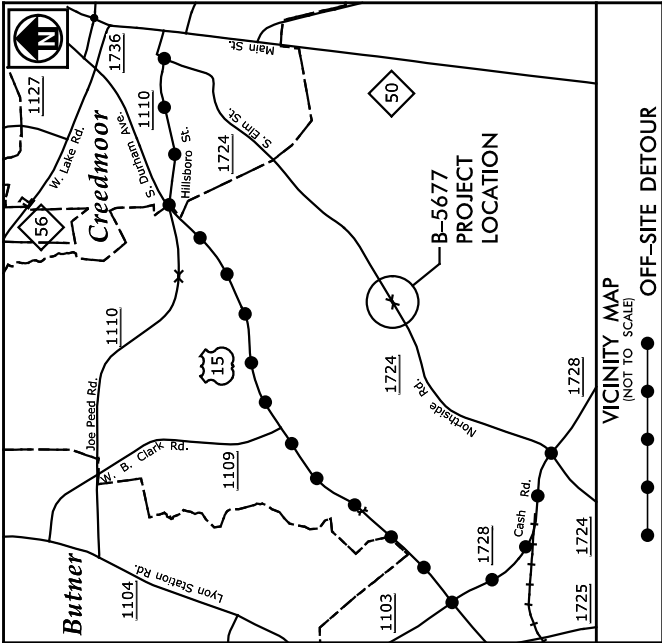 N
1127
1736
Main St.
W. Lake Rd.
S. Durham Ave.
1110
56
Creedmoor
Hillsboro St.
1724
S. Elm St.
50
B-5677
PROJECT
LOCATION
1110
15
Joe Peed Rd.
W. B. Clark Rd.
1109
1724
Northside Rd.
1728
Butner
1104
Lyon Station Rd.
1103
1728
Cash Rd.
1724
1725
VICINITY MAP
(NOT TO SCALE)
OFF-SITE DETOUR